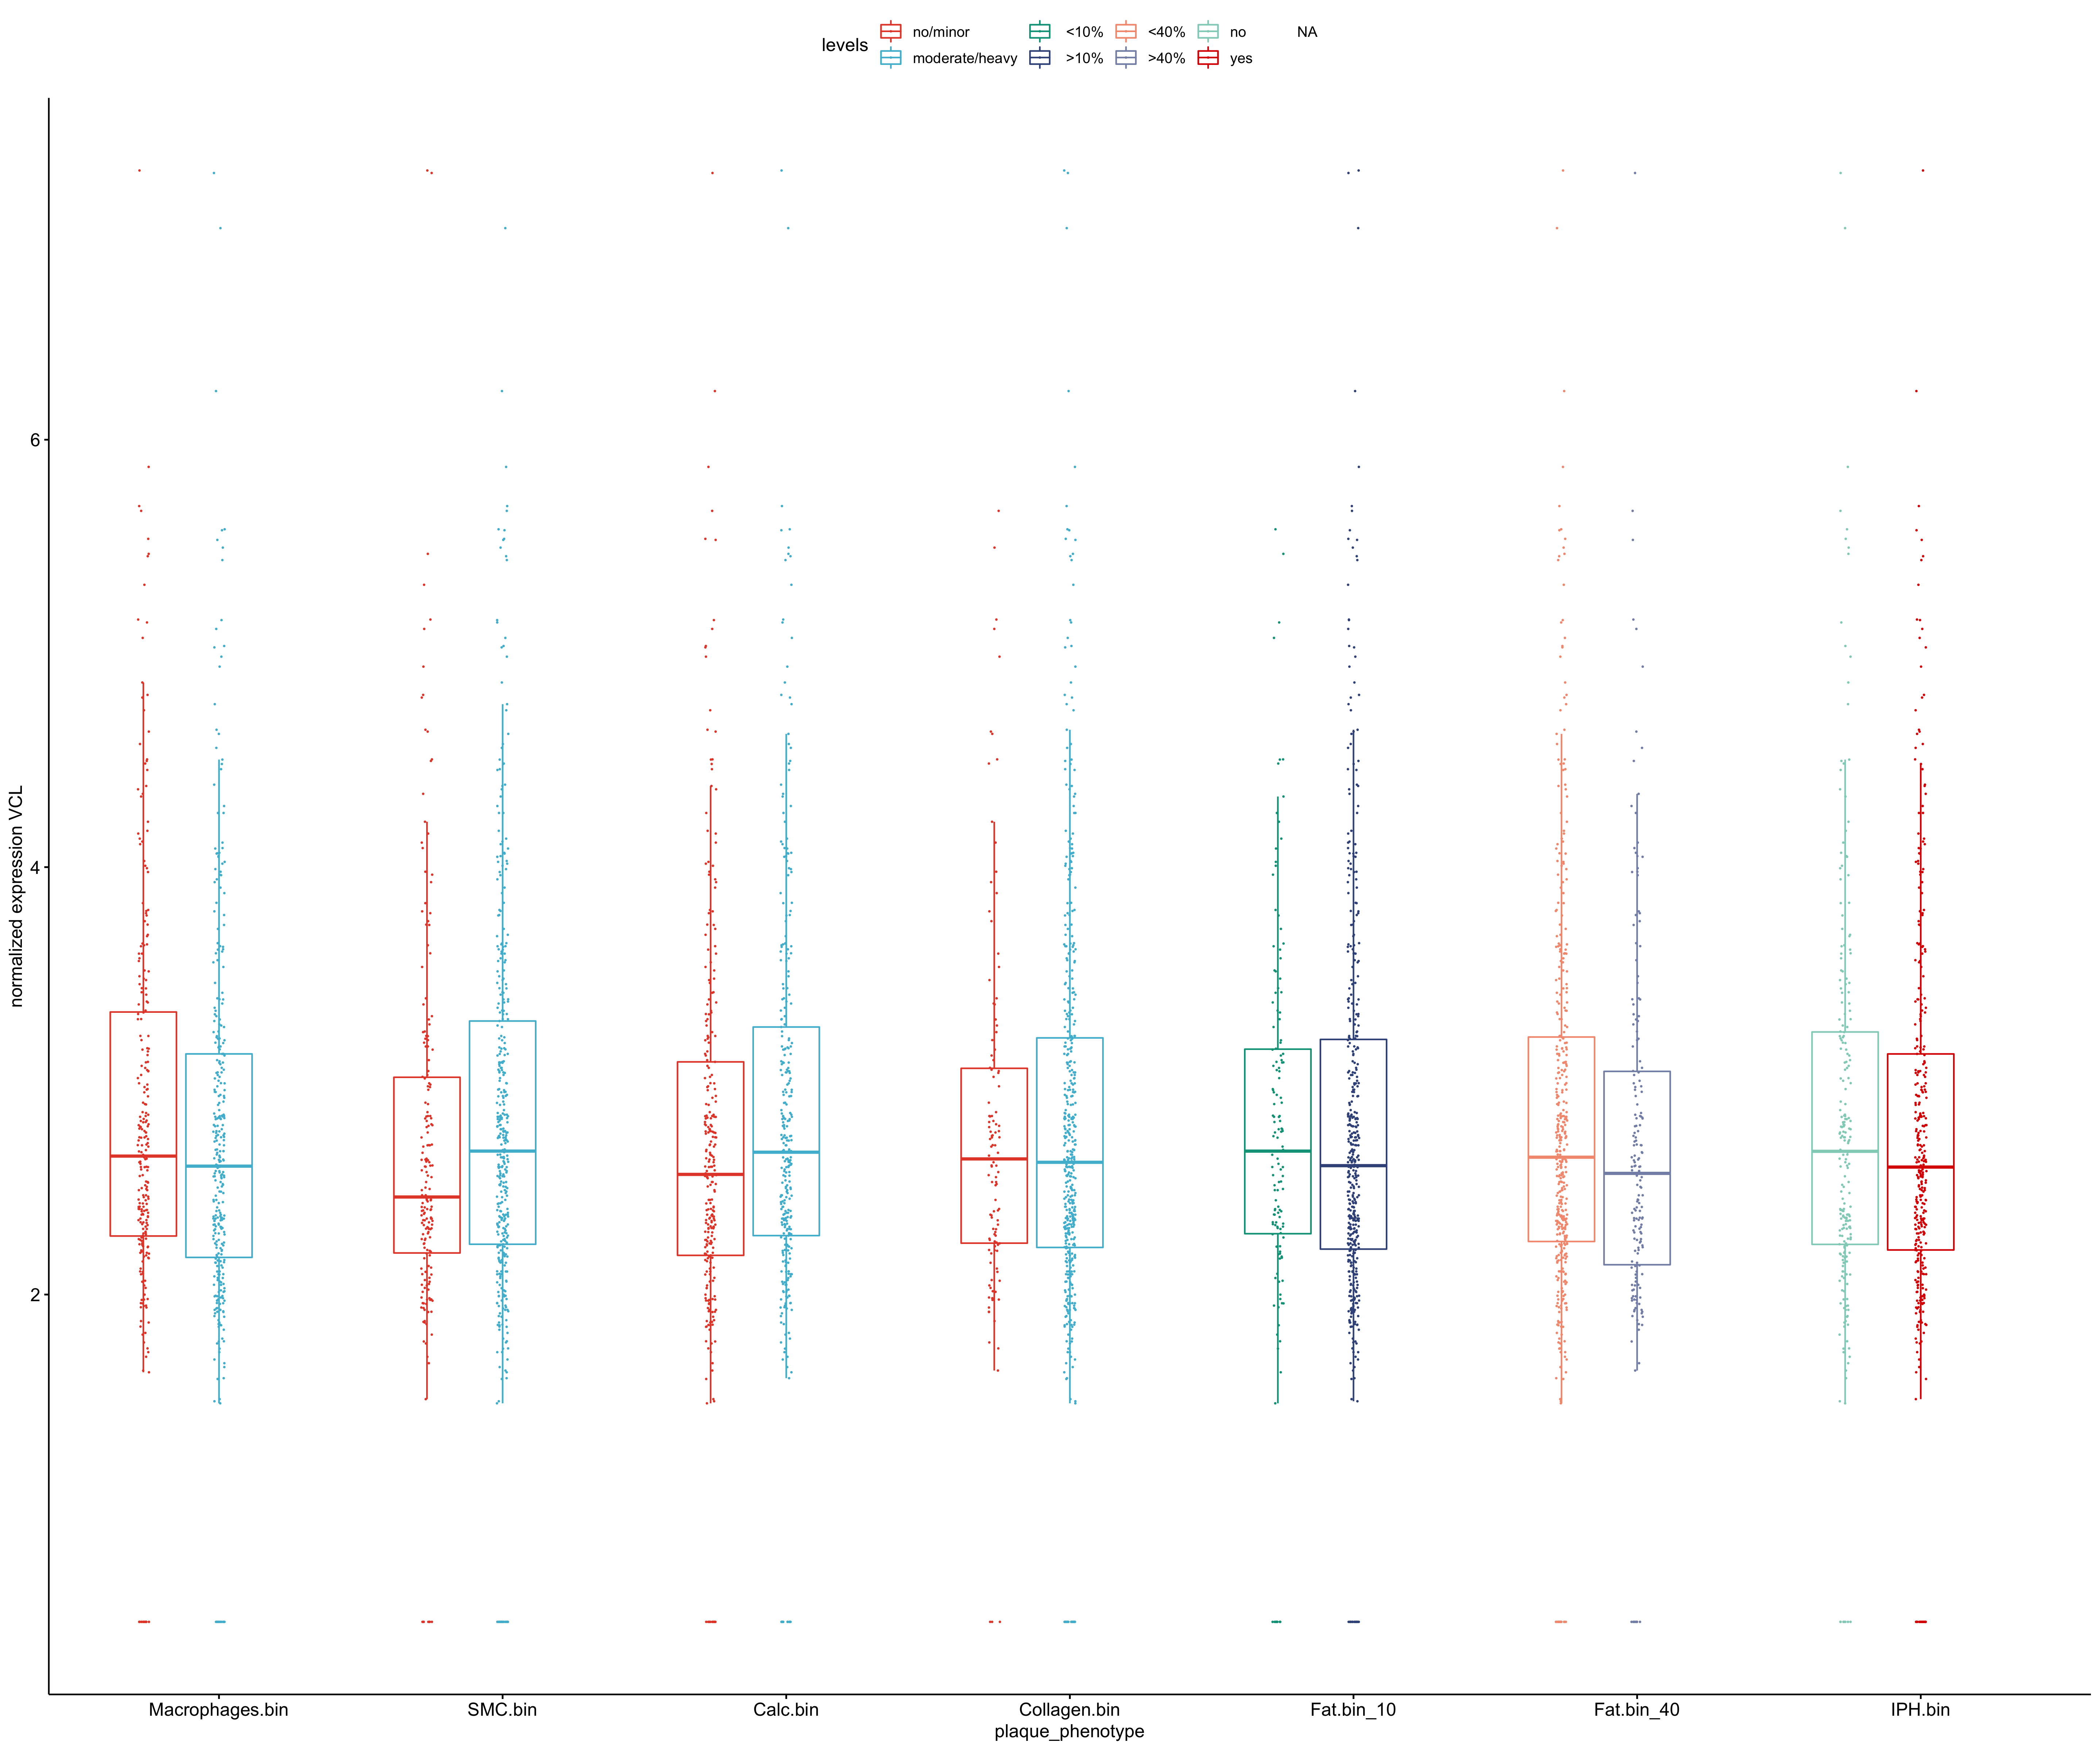 levels no/minor <10% <40% no NA
moderate/heavy >10% >40% yes
normalized expression VCL
6
4
2
Macrophages.bin SMC.bin Calc.bin Collagen.bin Fat.bin_10 Fat.bin_40 IPH.bin
plaque_phenotype